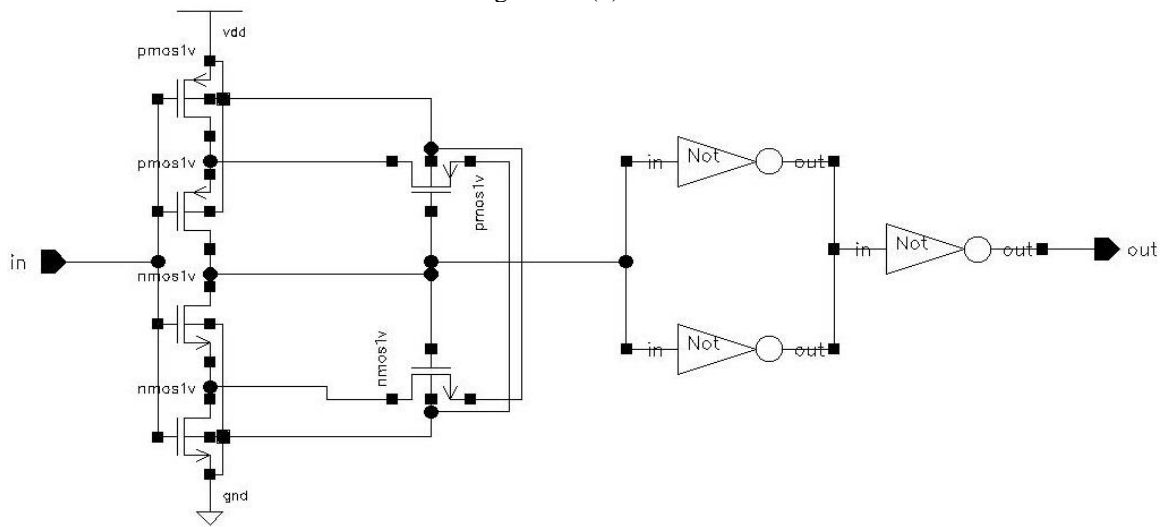 vdd
pmos1v
pmos1v
pmos1v
in
nmos1v
nmos1v
nmos1v
gnd
in Not out
in Not out
in Not out
out